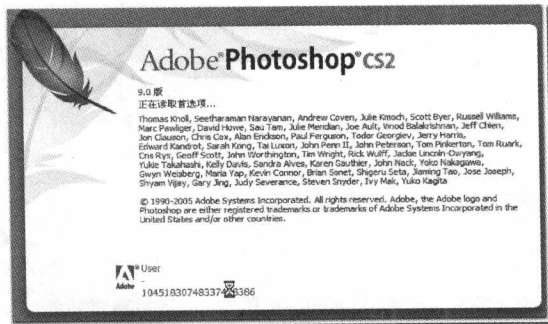 Adobe® Photoshop® CS2
9.0 版
正在读取首选项...
Thomas Knoll, Seetharaman Narayanan, Andrew Coven, Julie Kmoch, Scott Byer, Russell Williams,
Marc Pawliger, David Howe, Sau Tam, Julie Meridian, Joe Ault, Vinod Balakrishnan, Jeff Chien,
Jon Clauson, Chris Cox, Alan Erickson, Paul Ferguson, Todor Georgiev, Jerry Harris,
Edward Kandrot, Sarah Kong, Tai Luxon, John Penn II, John Peterson, Tom Pinkerton, Tom Ruark,
Cris Rys, Geoff Scott, John Worthington, Tim Wright, Rick Wulff, Jackie Lincoln-Owyang,
Yukie Takahashi, Kelly Davis, Sandra Alves, Karen Gauthier, John Nack, Yoko Nakagawa,
Gwyn Weisberg, Maria Yap, Kevin Connor, Brian Sonet, Shigeru Seta, Jiaming Tao, Jose Joseph,
Shyam Vijay, Gary Jing, Judy Severance, Steven Snyder, Ivy Mak, Yuko Kagita
© 1990-2005 Adobe Systems Incorporated. All rights reserved. Adobe, the Adobe logo and
Photoshop are either registered trademarks or trademarks of Adobe Systems Incorporated in the
United States and/or other countries.
User
-
Adobe